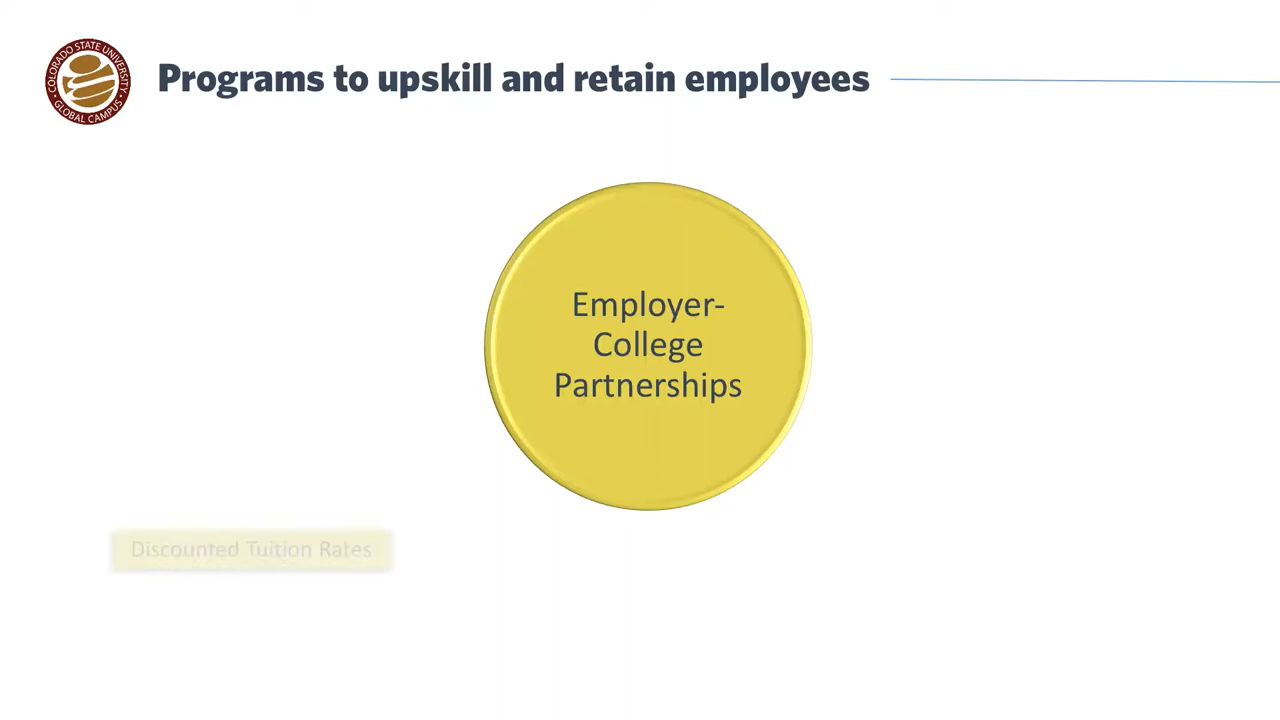 COLORADO STATE UNIVERSITY
GLOBAL CAMPUS
Programs to upskill and retain employees
Employer-
College
Partnerships
Discounted Tuition Rates